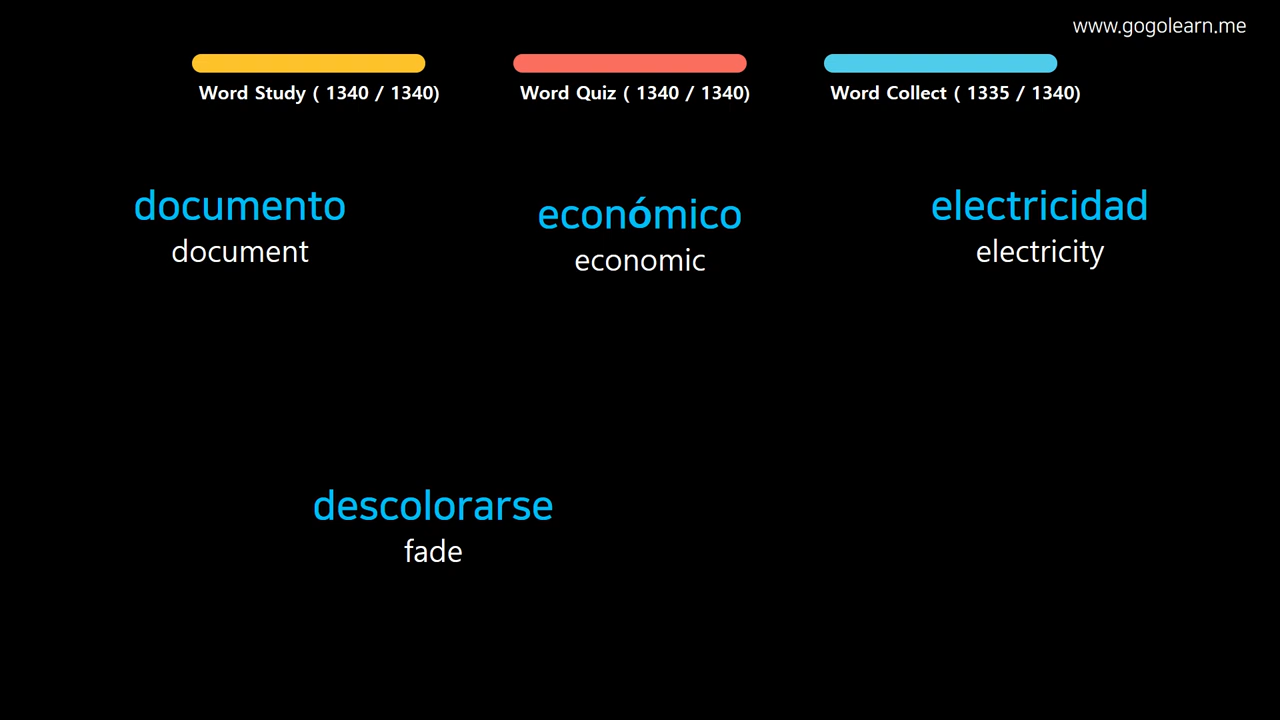 www.gogolearn.me
Word Study ( 1340 / 1340)
Word Quiz ( 1340 / 1340)
Word Collect ( 1335 / 1340)
documento
document
económico
economic
electricidad
electricity
descolorarse
fade